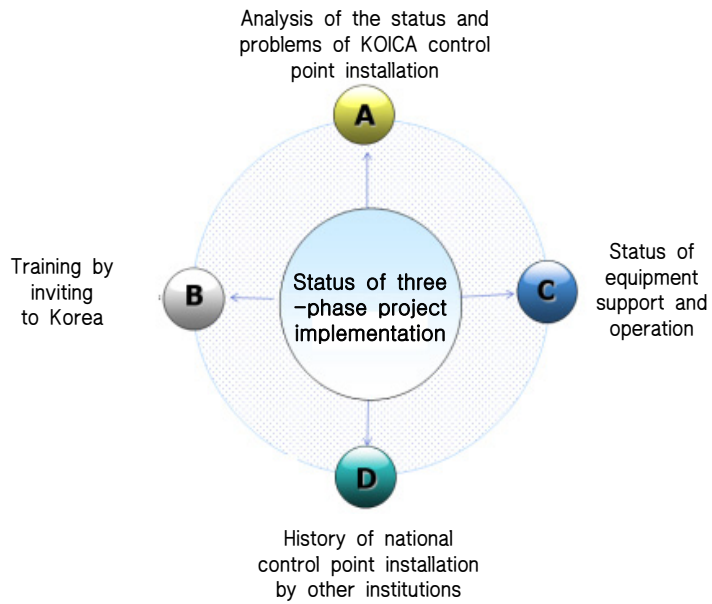 Analysis of the status and
problems of KOICA control
point installation
A
Training by
inviting
to Korea
B
Status of three
-phase project
implementation
C
Status of
equipment
support and
operation
D
History of national
control point installation
by other institutions